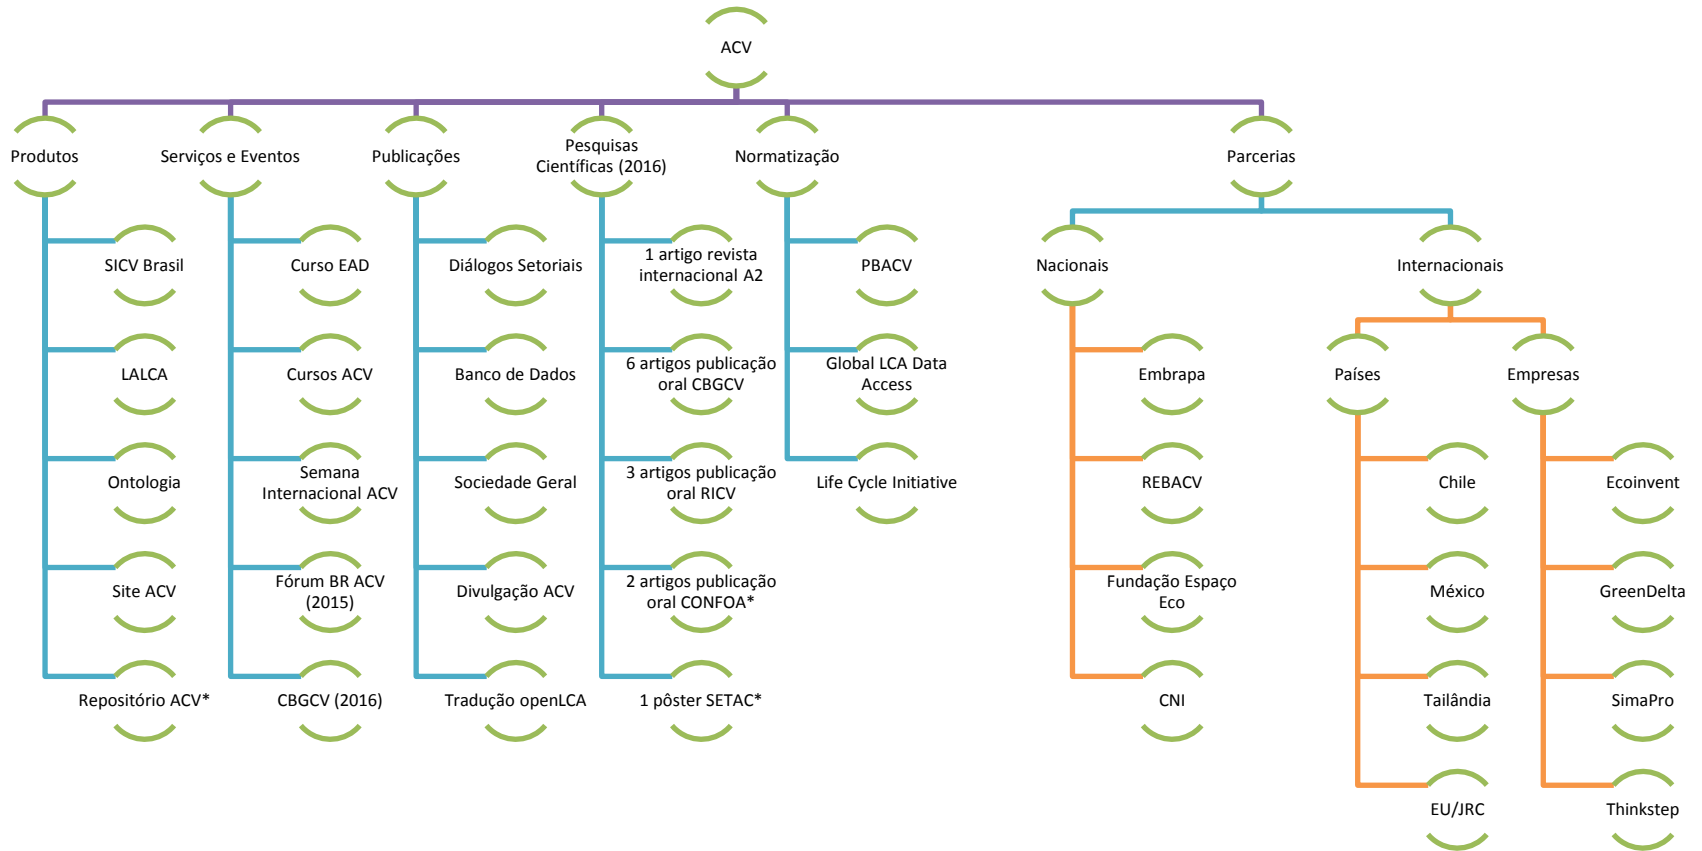 ACV
Produtos
Serviços e Eventos
Publicações
Pesquisas
Científicas (2016)
Normatização
Parcerias
SICV Brasil
LALCA
Ontologia
Site ACV
Repositório ACV*
Curso EAD
Cursos ACV
Semana
Internacional ACV
Fórum BR ACV
(2015)
CBGCV (2016)
Diálogos Setoriais
Banco de Dados
Sociedade Geral
Divulgação ACV
Tradução openLCA
1 artigo revista
internacional A2
6 artigos publicação
oral CBGCV
3 artigos publicação
oral RICV
2 artigos publicação
oral CONFOA*
1 pôster SETAC*
PBACV
Global LCA Data
Access
Life Cycle Initiative
Nacionais
Embrapa
REBACV
Fundação Espaço
Eco
CNI
Internacionais
Países
Chile
México
Tailândia
EU/JRC
Empresas
Ecoinvent
GreenDelta
SimaPro
Thinkstep